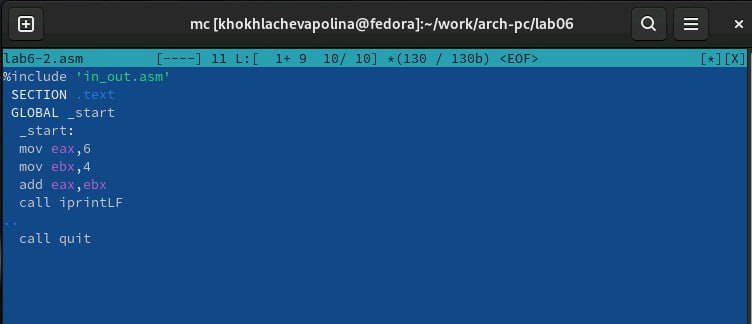 mc [khokhlachevapolina@fedora]:~/work/arch-pc/lab06
lab6-2.asm [----] 11 L:[ 1+ 9 10/ 10] *(130 / 130b) <EOF> [*][X]
%include 'in_out.asm'
SECTION .text
GLOBAL _start
_start:
mov eax,6
mov ebx,4
add eax,ebx
call iprintLF
..
call quit